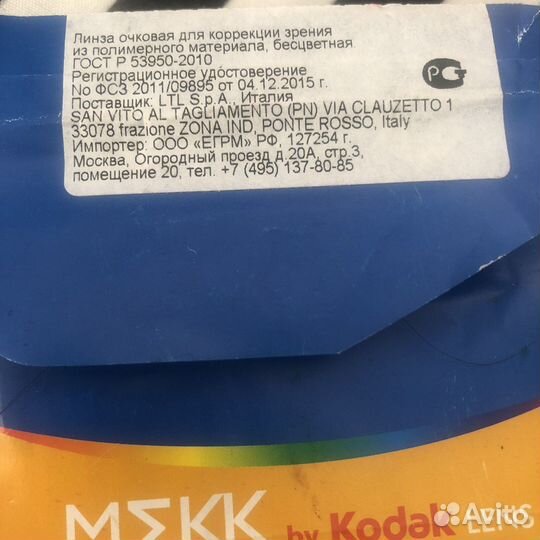 Линза очковая для коррекции зрения
из полимерного материала, бесцветная
ГОСТ Р 53950-2010
Регистрационное удостоверение
No ФСЗ 2011/09895 от 04.12.2015 г.
Поставщик: LTL S.p.A., Италия
SAN VITO AL TAGLIAMENTO (PN) VIA CLAUZETTO 1
33078 frazione ZONA IND, PONTE ROSSO, Italy
Импортер: ООО «ЕГРМ» РФ, 127254 г.
Москва, Огородный проезд д.20А, стр.3,
помещение 20, тел. +7 (495) 137-80-85
РСТ
MΣKK by Kodak LENS
Avito